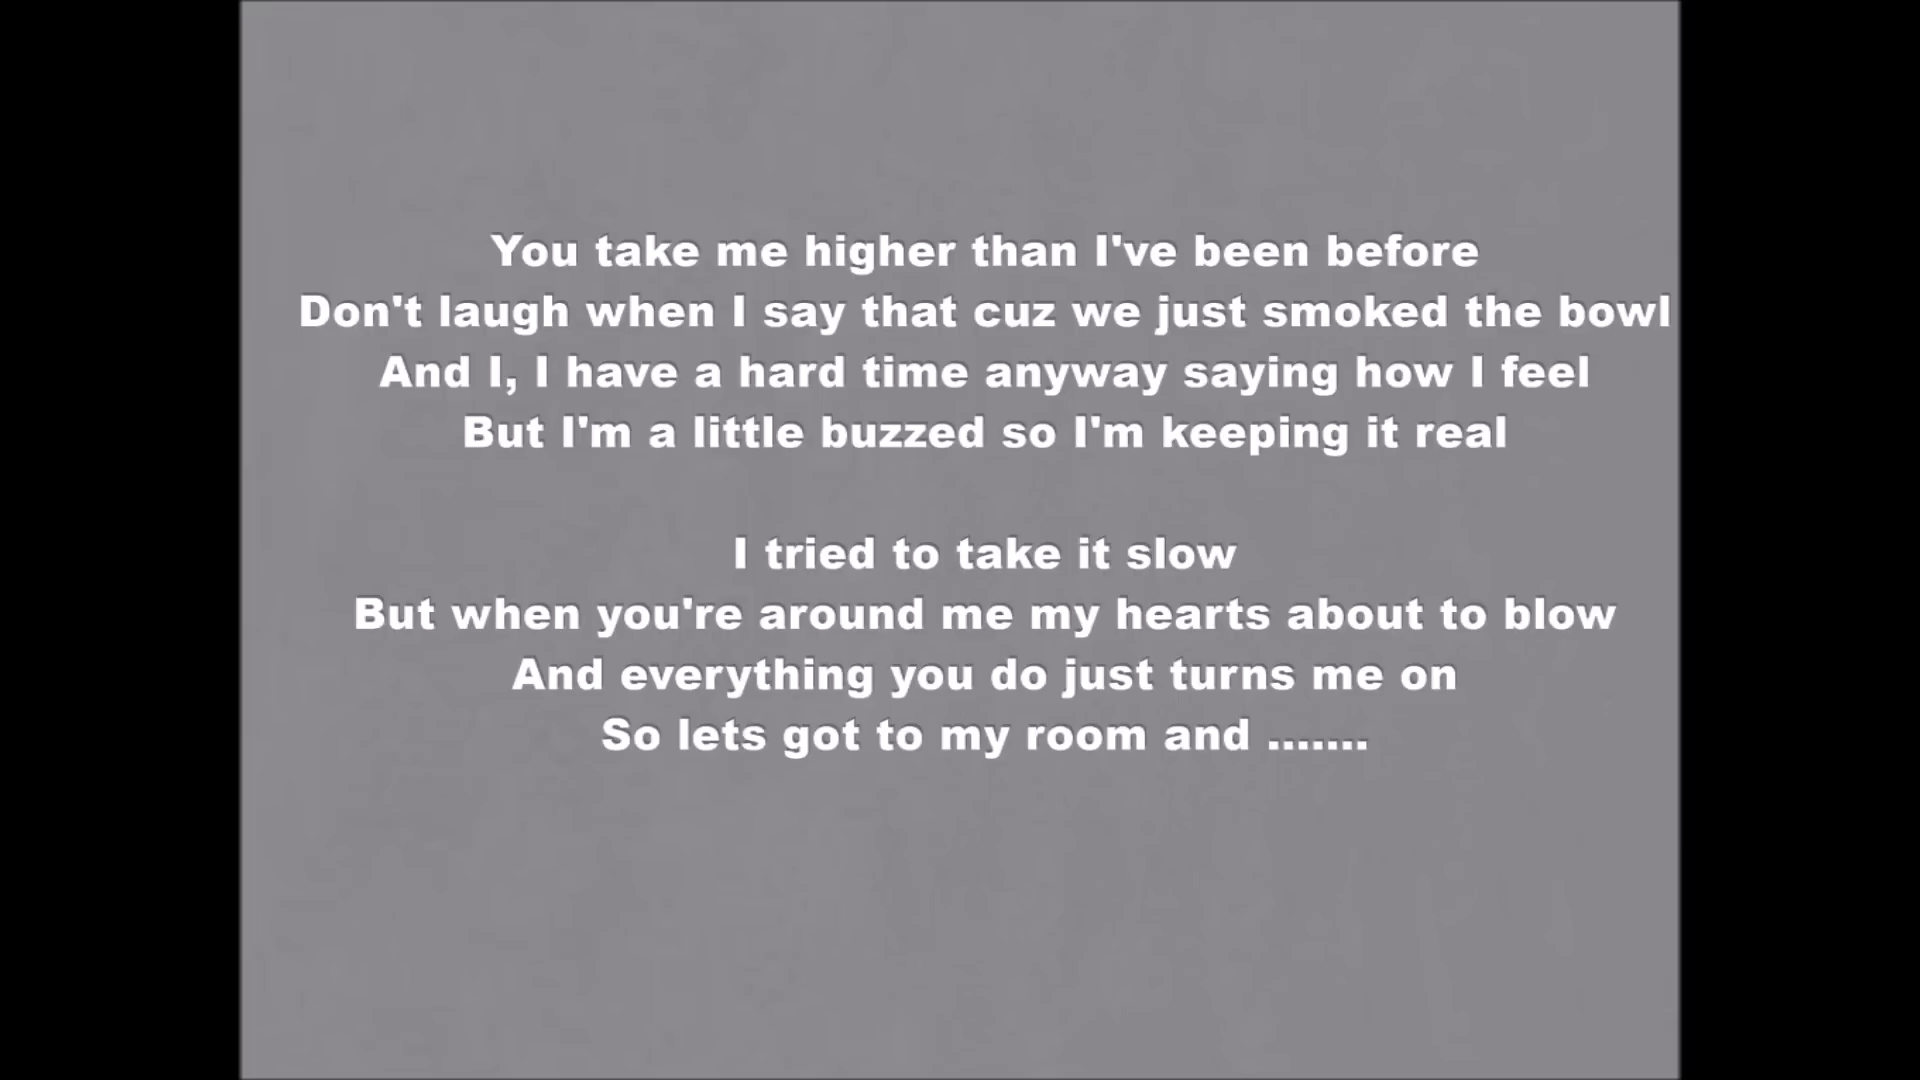 You take me higher than I've been before
Don't laugh when I say that cuz we just smoked the bowl
And I, I have a hard time anyway saying how I feel
But I'm a little buzzed so I'm keeping it real
I tried to take it slow
But when you're around me my hearts about to blow
And everything you do just turns me on
So lets got to my room and .......